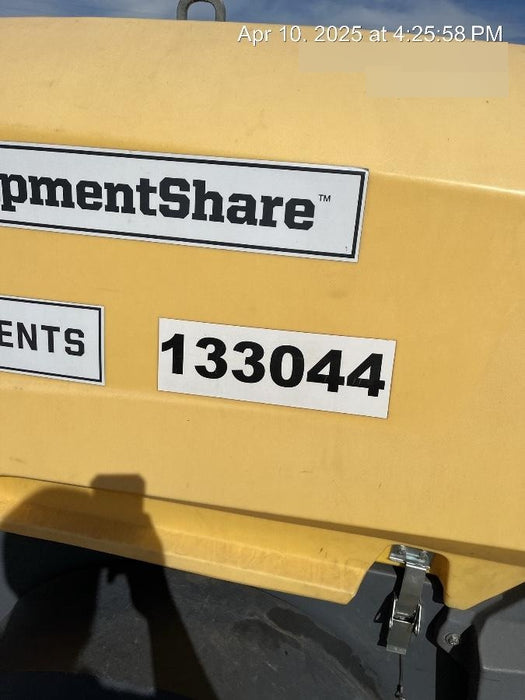 Apr 10, 2025 at 4:25:58 PM
pmentShare™
ENTS
133044